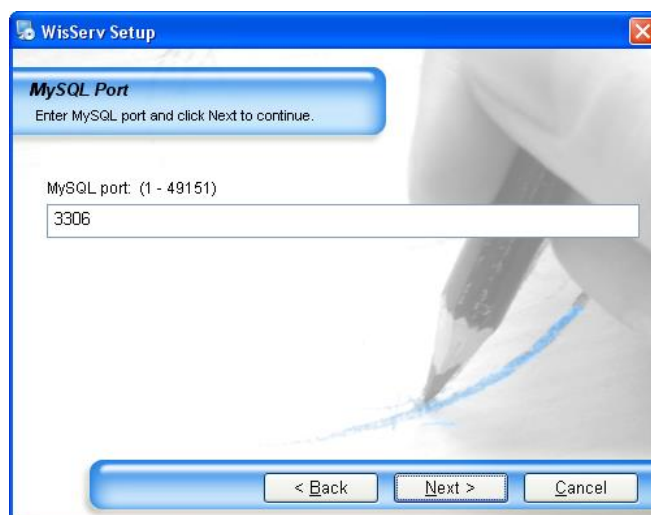 WisServ Setup
MySQL Port
Enter MySQL port and click Next to continue.
MySQL port: (1 - 49151)
3306
< Back Next > Cancel